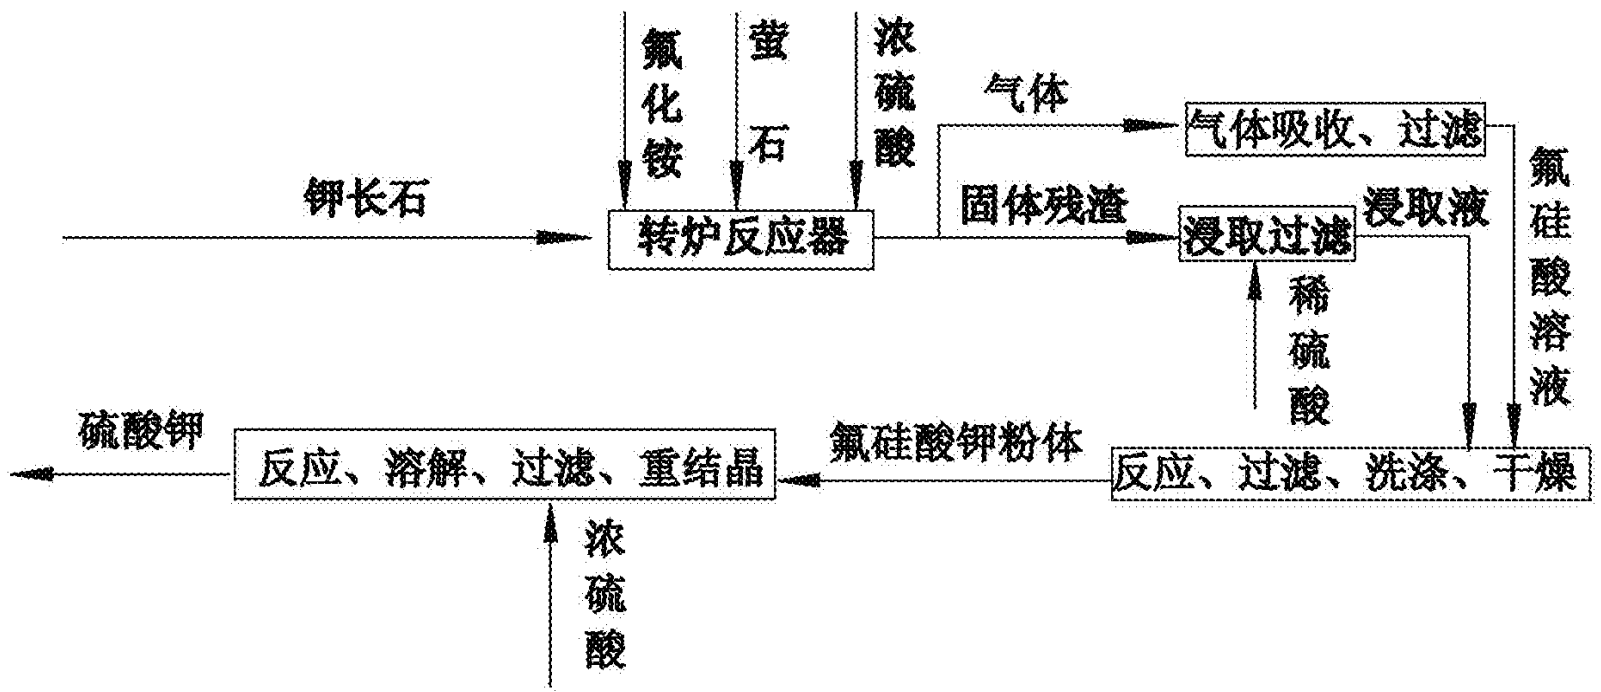 氟化铵
萤石
浓硫酸
气体
气体吸收、过滤
钾长石
转炉反应器
固体残渣
浸取过滤
浸取液
氟硅酸溶液
稀硫酸
硫酸钾
反应、溶解、过滤、重结晶
氟硅酸钾粉体
反应、过滤、洗涤、干燥
浓硫酸